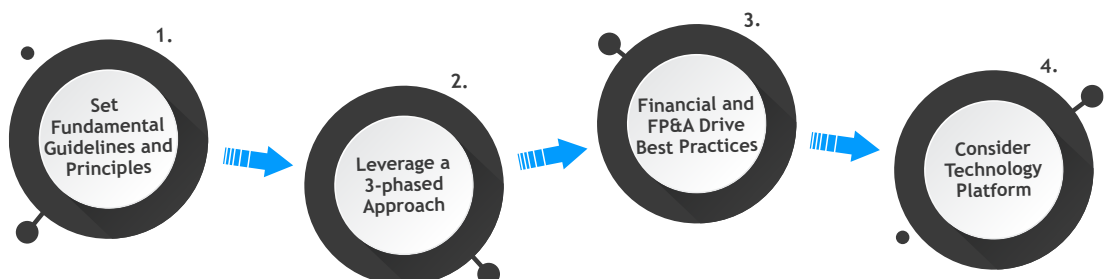 1.
Set
Fundamental
Guidelines and
Principles
2.
Leverage a
3-phased
Approach
3.
Financial and
FP&A Drive
Best Practices
4.
Consider
Technology
Platform